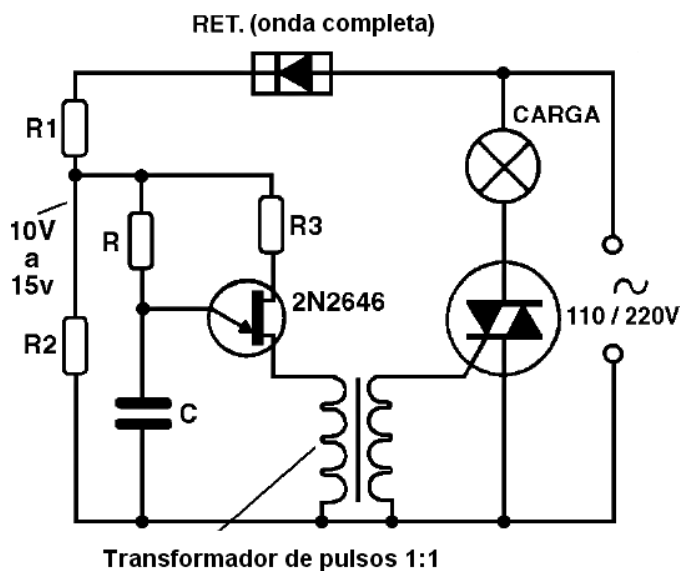 RET. (onda completa)
R1
CARGA
10V
a
15v
R
R3
2N2646
110 / 220V
R2
C
Transformador de pulsos 1:1